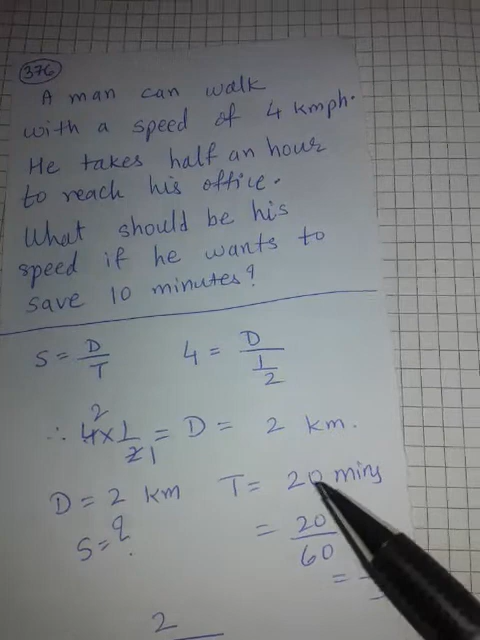 376
A man can walk
with a speed of 4 kmph.
He takes half an hour
to reach his office.
What should be his
speed if he wants to
save 10 minutes?
S = D/T 4 = D/(1/2)
∴ 4 × 1/2 = D = 2 km.
2 1
D = 2 km T = 20 mins
S = ? = 20/60
=
2